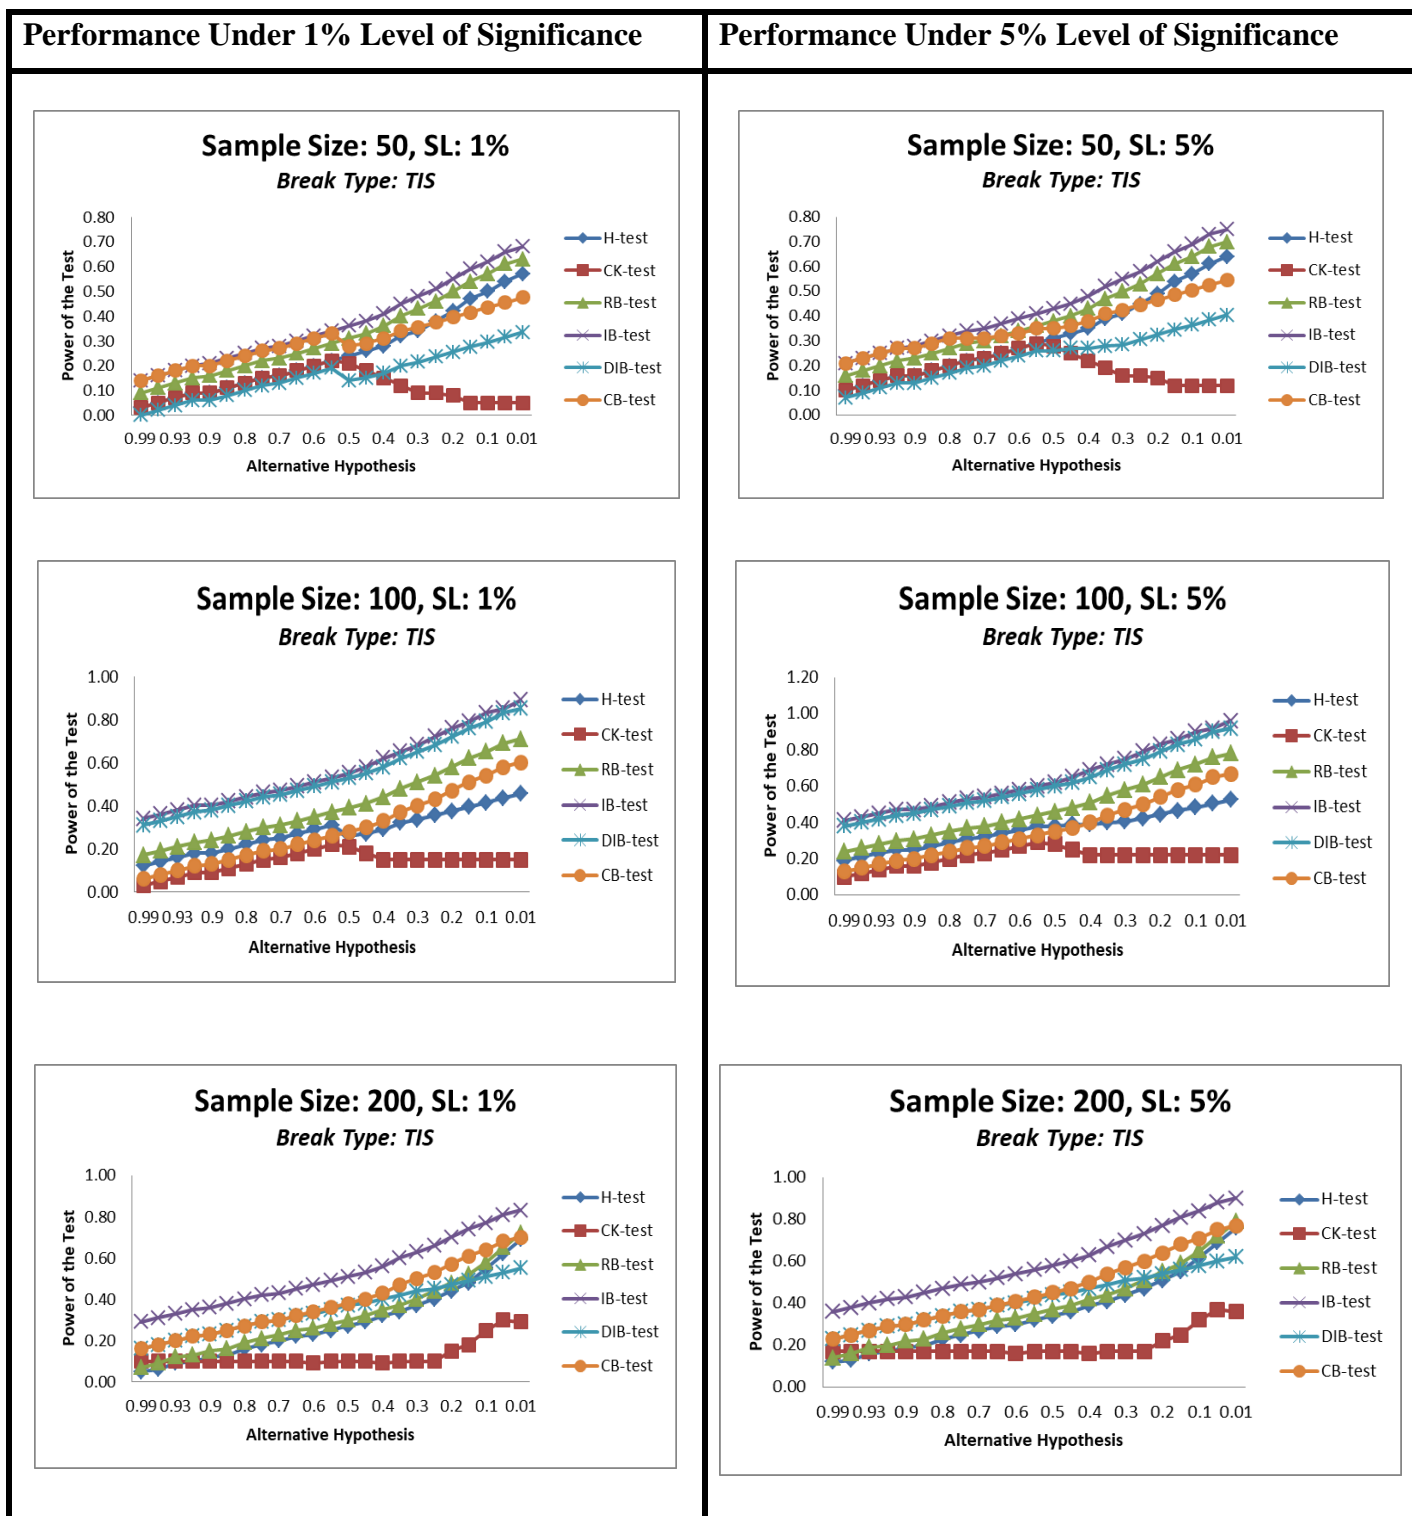 Performance Under 1% Level of Significance
Performance Under 5% Level of Significance
Sample Size: 50, SL: 1%
Break Type: TIS
Power of the Test
0.80
0.70
0.60
0.50
0.40
0.30
0.20
0.10
0.00
0.99 0.93 0.9 0.8 0.7 0.6 0.5 0.4 0.3 0.2 0.1 0.01
Alternative Hypothesis
H-test
CK-test
RB-test
IB-test
DIB-test
CB-test
Sample Size: 50, SL: 5%
Break Type: TIS
Power of the Test
0.80
0.70
0.60
0.50
0.40
0.30
0.20
0.10
0.00
0.99 0.93 0.9 0.8 0.7 0.6 0.5 0.4 0.3 0.2 0.1 0.01
Alternative Hypothesis
H-test
CK-test
RB-test
IB-test
DIB-test
CB-test
Sample Size: 100, SL: 1%
Break Type: TIS
Power of the Test
1.00
0.80
0.60
0.40
0.20
0.00
0.99 0.93 0.9 0.8 0.7 0.6 0.5 0.4 0.3 0.2 0.1 0.01
Alternative Hypothesis
H-test
CK-test
RB-test
IB-test
DIB-test
CB-test
Sample Size: 100, SL: 5%
Break Type: TIS
Power of the Test
1.20
1.00
0.80
0.60
0.40
0.20
0.00
0.99 0.93 0.9 0.8 0.7 0.6 0.5 0.4 0.3 0.2 0.1 0.01
Alternative Hypothesis
H-test
CK-test
RB-test
IB-test
DIB-test
CB-test
Sample Size: 200, SL: 1%
Break Type: TIS
Power of the Test
1.00
0.80
0.60
0.40
0.20
0.00
0.99 0.93 0.9 0.8 0.7 0.6 0.5 0.4 0.3 0.2 0.1 0.01
Alternative Hypothesis
H-test
CK-test
RB-test
IB-test
DIB-test
CB-test
Sample Size: 200, SL: 5%
Break Type: TIS
Power of the Test
1.00
0.80
0.60
0.40
0.20
0.00
0.99 0.93 0.9 0.8 0.7 0.6 0.5 0.4 0.3 0.2 0.1 0.01
Alternative Hypothesis
H-test
CK-test
RB-test
IB-test
DIB-test
CB-test